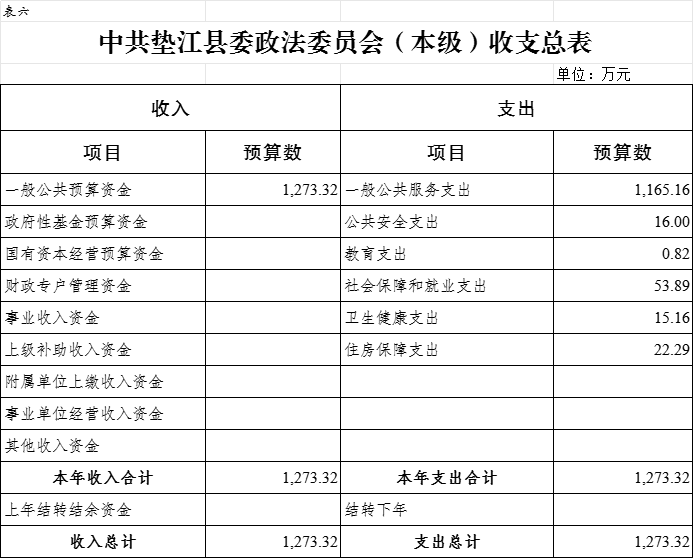 表六
中共垫江县委政法委员会（本级）收支总表
单位：万元
收入 支出
项目 预算数 项目 预算数
一般公共预算资金 1,273.32 一般公共服务支出 1,165.16
政府性基金预算资金 公共安全支出 16.00
国有资本经营预算资金 教育支出 0.82
财政专户管理资金 社会保障和就业支出 53.89
事业收入资金 卫生健康支出 15.16
上级补助收入资金 住房保障支出 22.29
附属单位上缴收入资金
事业单位经营收入资金
其他收入资金
本年收入合计 1,273.32 本年支出合计 1,273.32
上年结转结余资金 结转下年
收入总计 1,273.32 支出总计 1,273.32